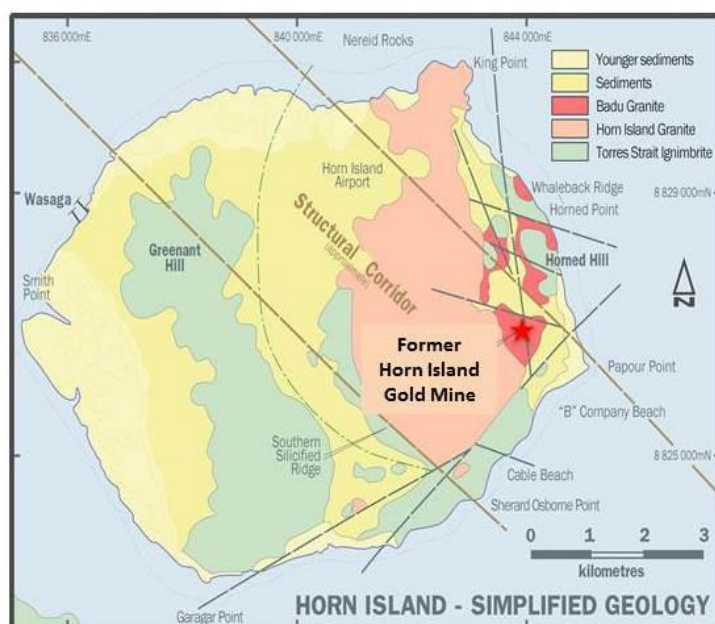 836 000mE
840 000mE
844 000mE
Nereid Rocks
King Point
Younger sediments
Sediments
Badu Granite
Horn Island Granite
Torres Strait Ignimbrite
Horn Island
Airport
Whaleback Ridge
8 829 000mN
Wasaga
Horned Point
Structural Corridor
(approximate)
Greenant
Hill
Horned Hill
Smith
Point
N
Former
Horn Island
Gold Mine
Papour Point
"B" Company Beach
Southern
Silicified
Ridge
8 825 000mN
Cable Beach
Sherard Osborne Point
0 1 2 3
kilometres
Garagar Point
HORN ISLAND - SIMPLIFIED GEOLOGY